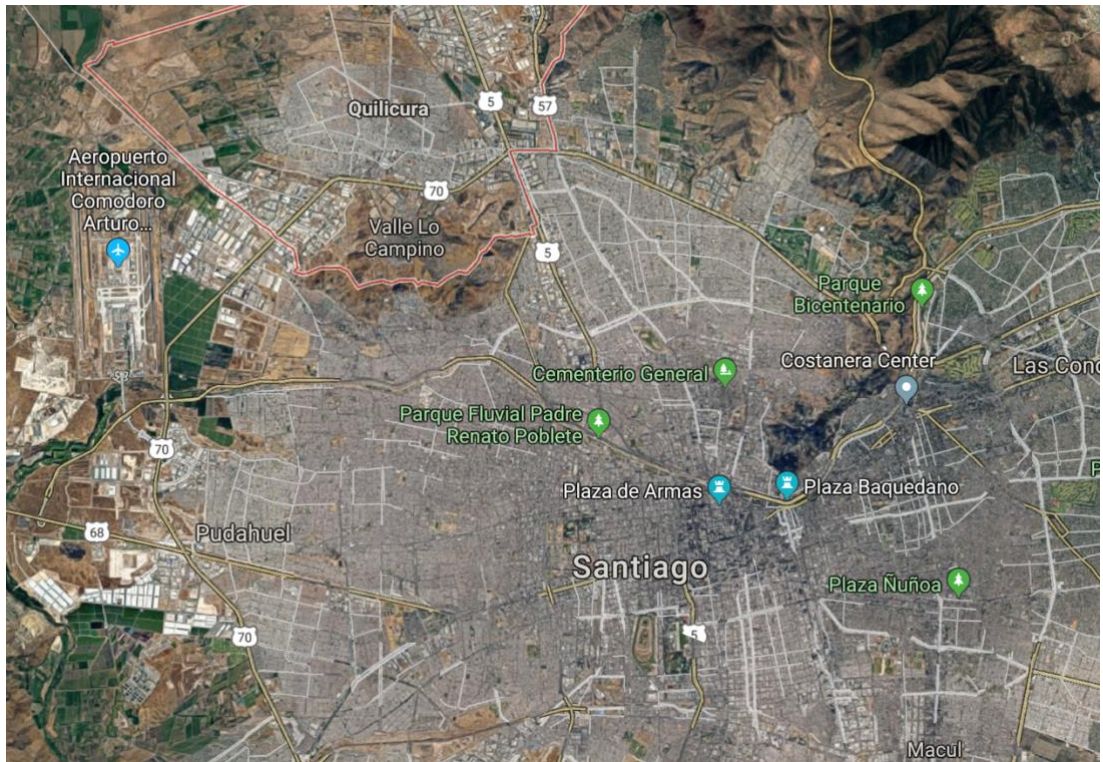 Quilicura
5
57
Aeropuerto
Internacional
Comodoro
Arturo...
70
Valle Lo
Campino
5
Parque
Bicentenario
Costanera Center
Las Conc
Cementerio General
Parque Fluvial Padre
Renato Poblete
70
P
Plaza de Armas
Plaza Baquedano
68
Pudahuel
Santiago
Plaza Ñuñoa
70
5
Macul